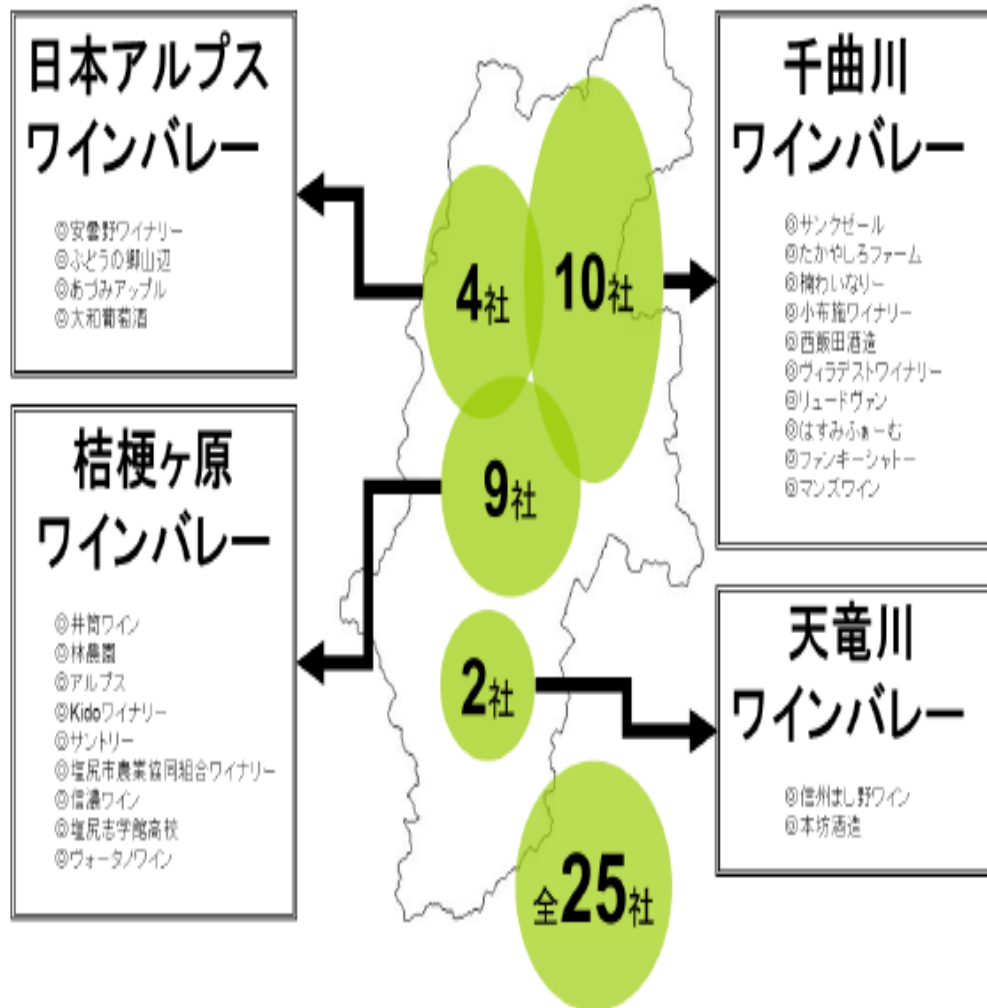 日本アルプス
ワインバレー
◎安曇野ワイナリー
◎ぶどうの郷山辺
◎あづみアップル
◎大和葡萄酒
千曲川
ワインバレー
◎サンクゼール
◎たかやしろファーム
◎楠わいなりー
◎小布施ワイナリー
◎西飯田酒造
◎ヴィラデストワイナリー
◎リュードヴァン
◎はすみふぁーむ
◎ファンキーシャトー
◎マンズワイン
4社
10社
9社
2社
全25社
桔梗ヶ原
ワインバレー
◎井筒ワイン
◎林農園
◎アルプス
◎Kidoワイナリー
◎サントリー
◎塩尻市農業協同組合ワイナリー
◎信濃ワイン
◎塩尻志学館高校
◎ヴォータノワイン
天竜川
ワインバレー
◎信州まし野ワイン
◎本坊酒造